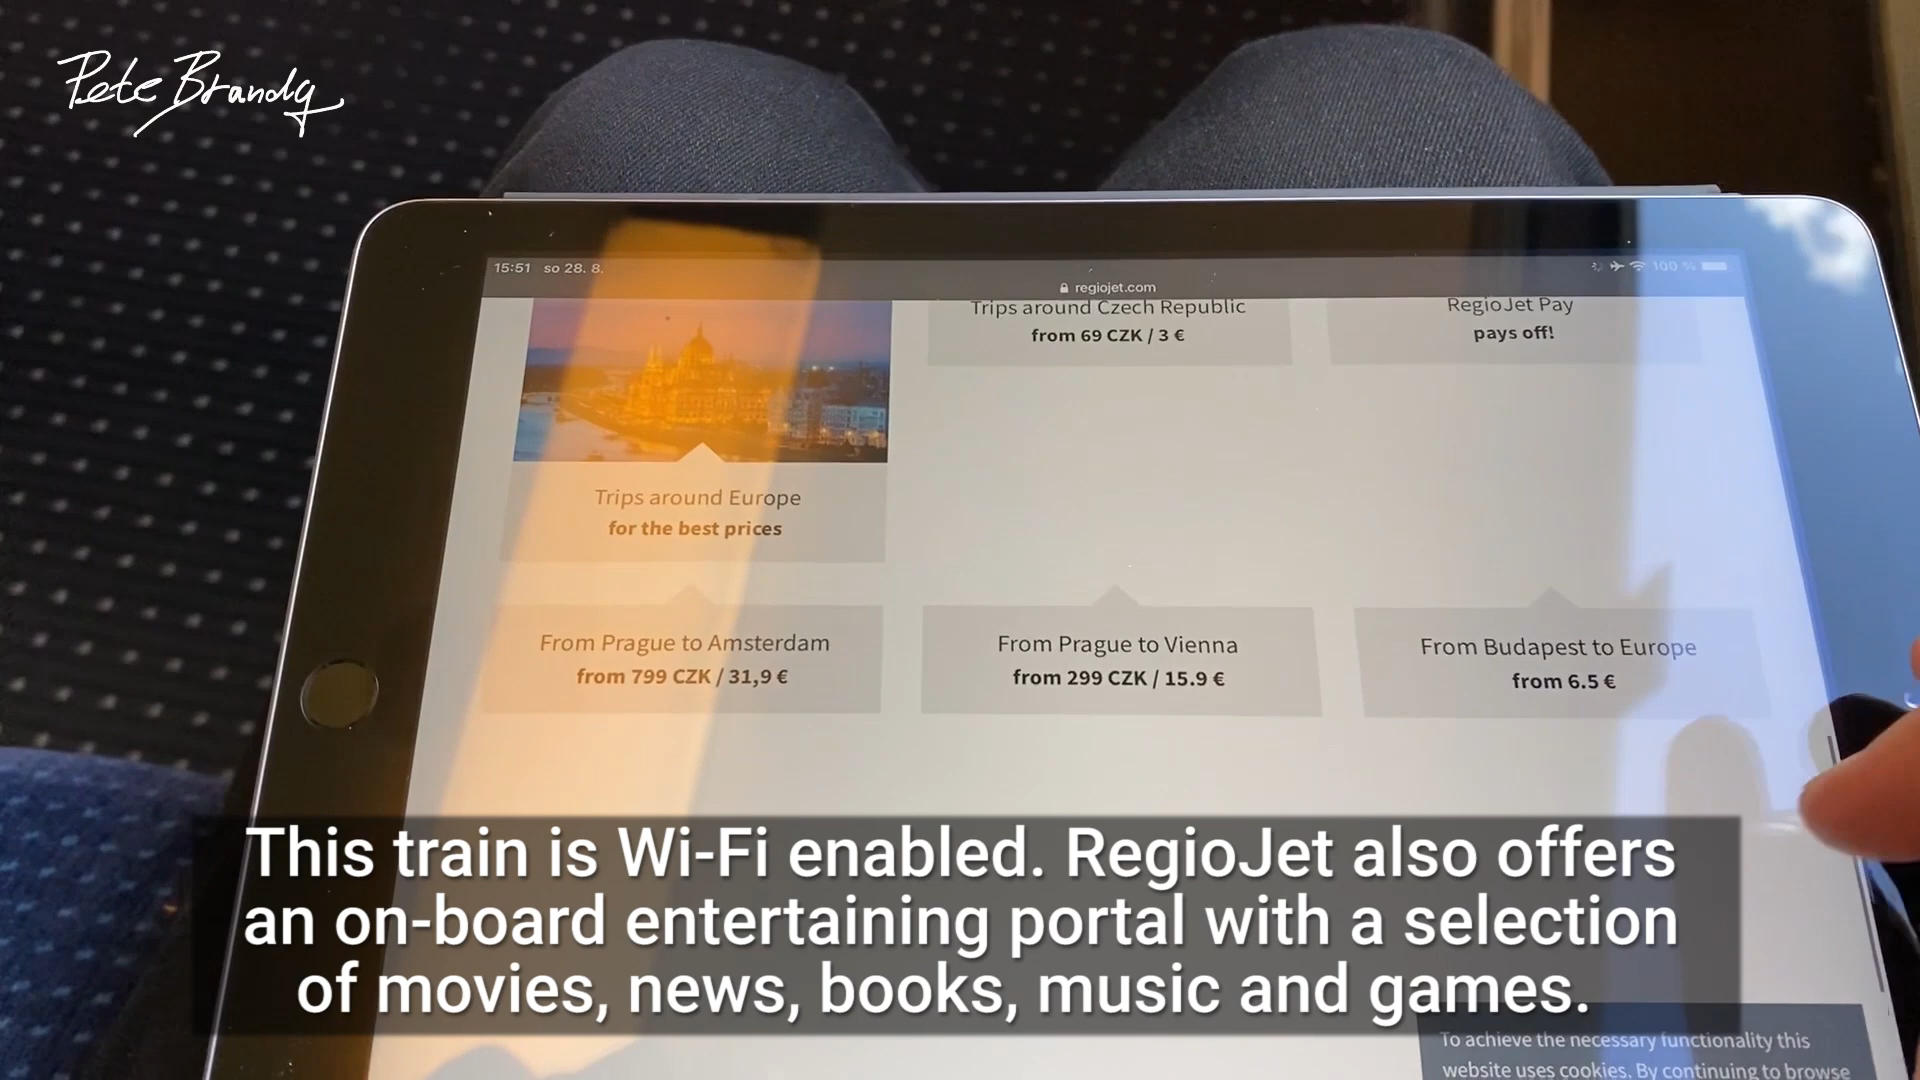 Pete Brandy
15:51 so 28. 8.
100 %
regiojet.com
Trips around Czech Republic
from 69 CZK / 3 €
RegioJet Pay
pays off!
Trips around Europe
for the best prices
From Prague to Amsterdam
from 799 CZK / 31,9 €
From Prague to Vienna
from 299 CZK / 15.9 €
From Budapest to Europe
from 6.5 €
This train is Wi-Fi enabled. RegioJet also offers
an on-board entertaining portal with a selection
of movies, news, books, music and games.
To achieve the necessary functionality this
website uses cookies. By continuing to browse